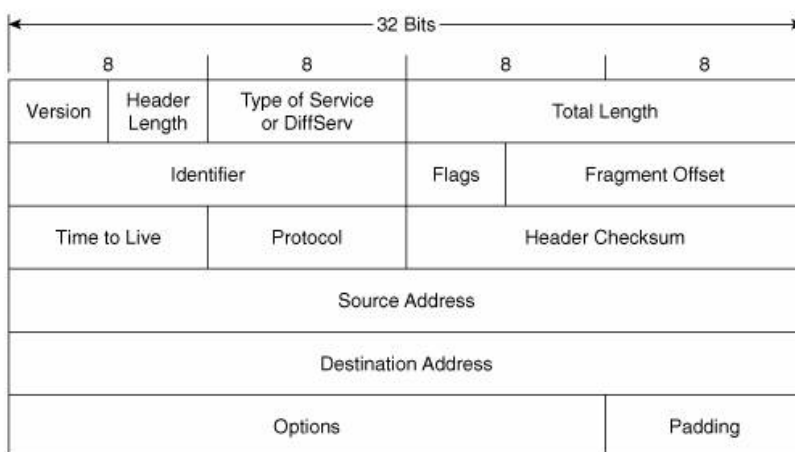 32 Bits
8 8 8 8
Version Header Length Type of Service or DiffServ Total Length
Identifier Flags Fragment Offset
Time to Live Protocol Header Checksum
Source Address
Destination Address
Options Padding